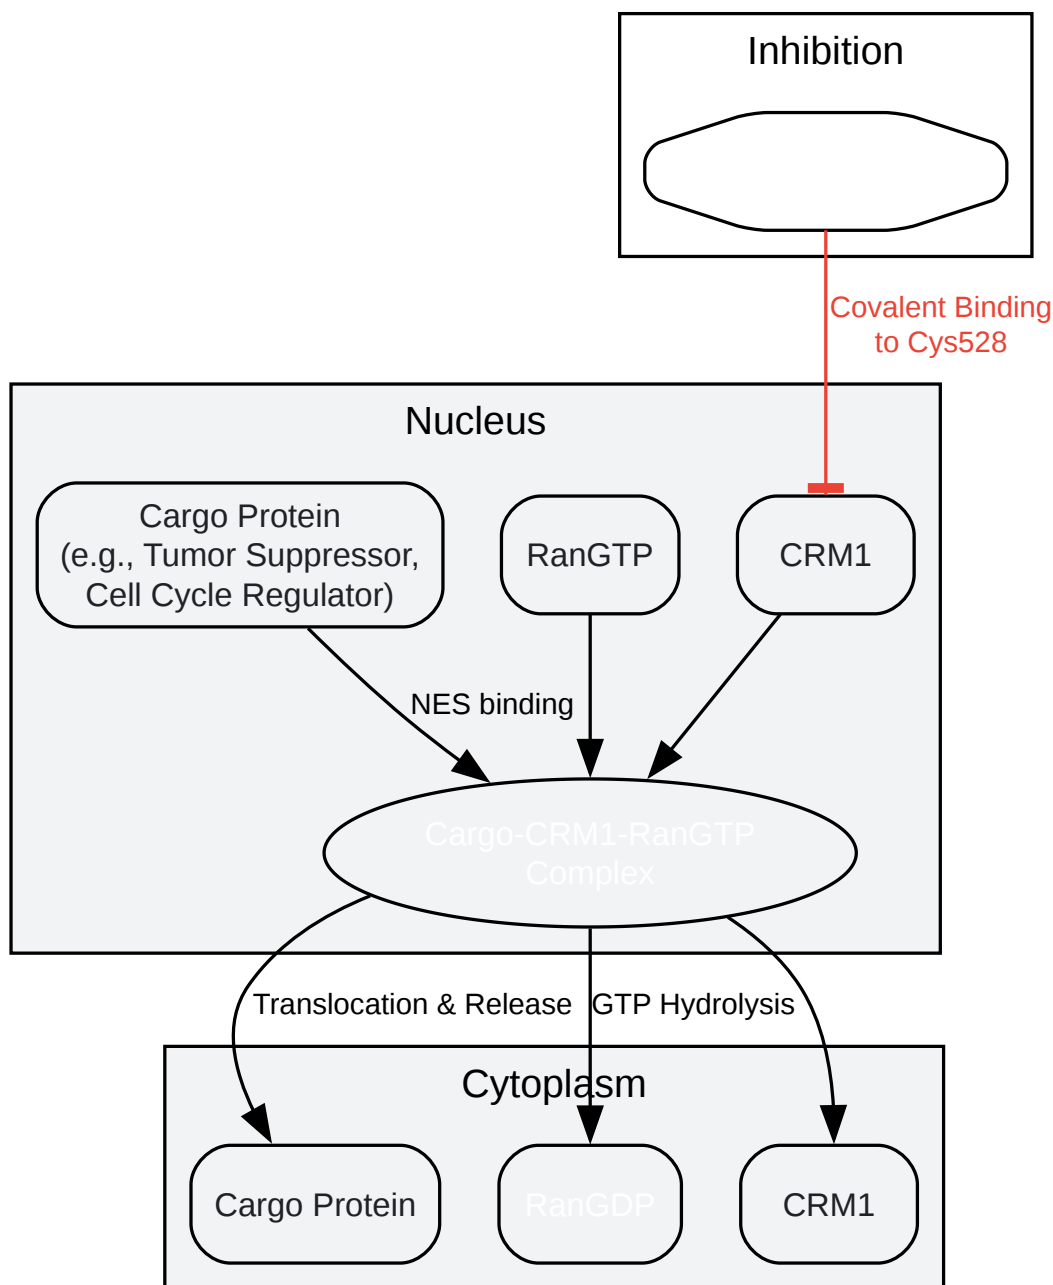 Inhibition
Covalent Binding
to Cys528
Nucleus
Cargo Protein
(e.g., Tumor Suppressor,
Cell Cycle Regulator)
RanGTP
CRM1
NES binding
Cargo-CRM1-RanGTP
Complex
Translocation & Release
GTP Hydrolysis
Cytoplasm
Cargo Protein
RanGDP
CRM1